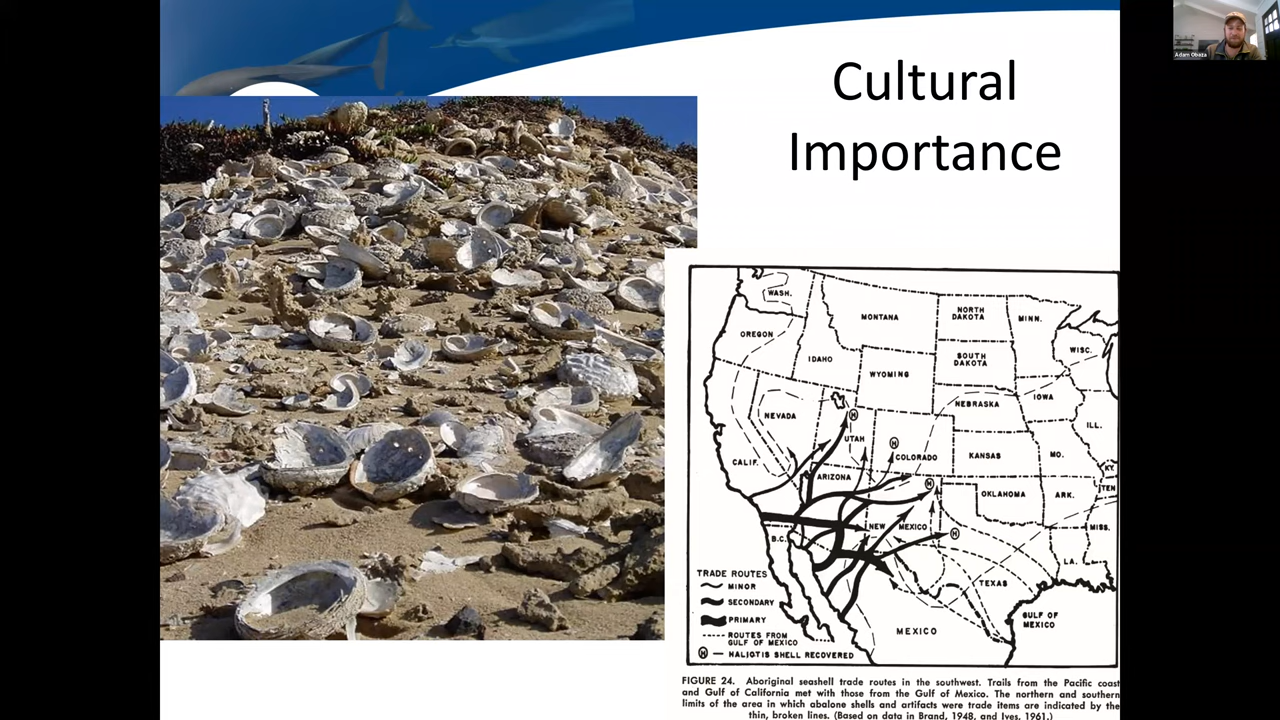 Adam Obaza
Cultural
Importance
WASH.
MONTANA
NORTH
DAKOTA
MINN.
OREGON
IDAHO
SOUTH
DAKOTA
WISC.
WYOMING
NEBRASKA
IOWA
NEVADA
H
UTAH
H
COLORADO
KANSAS
MO.
ILL.
CALIF.
ARIZONA
H
OKLAHOMA
ARK.
KY.
TEN
B.C.
NEW MEXICO
H
MISS.
LA.
TEXAS
MEXICO
GULF OF
MEXICO
TRADE ROUTES
MINOR
SECONDARY
PRIMARY
ROUTES FROM
GULF OF MEXICO
H — HALIOTIS SHELL RECOVERED
FIGURE 24. Aboriginal seashell trade routes in the southwest. Trails from the Pacific coast
and Gulf of California met with those from the Gulf of Mexico. The northern and southern
limits of the area in which abalone shells and artifacts were trade items are indicated by the
thin, broken lines. (Based on data in Brand, 1948, and Ives, 1961.)